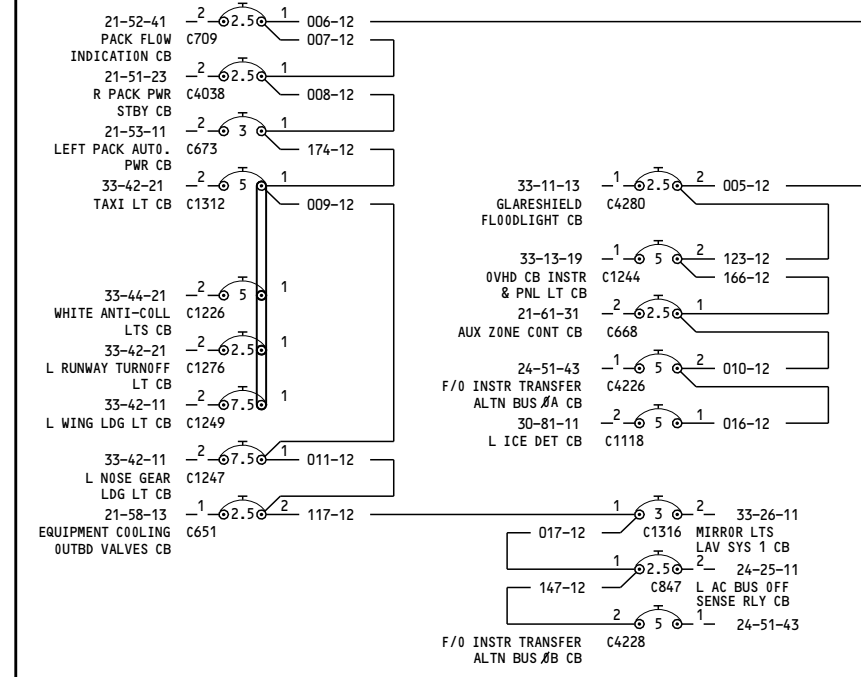 21-52-41 2 2.5 1 006-12
PACK FLOW C709 007-12
INDICATION CB
21-51-23 2 2.5 1
R PACK PWR C4038 008-12
STBY CB
21-53-11 2 3 1
LEFT PACK AUTO. C673 174-12
PWR CB
33-42-21 2 5 1
TAXI LT CB C1312 009-12
33-44-21 2 5 1
WHITE ANTI-COLL C1226
LTS CB
33-42-21 2 2.5 1
L RUNWAY TURNOFF C1276
LT CB
33-42-11 2 7.5 1
L WING LDG LT CB C1249
33-42-11 2 7.5 1 011-12
L NOSE GEAR C1247
LDG LT CB
21-58-13 1 2.5 2 117-12
EQUIPMENT COOLING C651
OUTBD VALVES CB
33-11-13 1 2.5 2 005-12
GLARESHIELD C4280
FLOODLIGHT CB
33-13-19 1 5 2 123-12
OVHD CB INSTR C1244 166-12
& PNL LT CB
21-61-31 2 2.5 1
AUX ZONE CONT CB C668
24-51-43 1 5 2 010-12
F/O INSTR TRANSFER C4226
ALTN BUS ØA CB
30-81-11 2 5 1 016-12
L ICE DET CB C1118
1 3 2 33-26-11
017-12 C1316 MIRROR LTS
LAV SYS 1 CB
1 2.5 2 24-25-11
147-12 C847 L AC BUS OFF
SENSE RLY CB
2 5 1 24-51-43
F/O INSTR TRANSFER C4228
ALTN BUS ØB CB